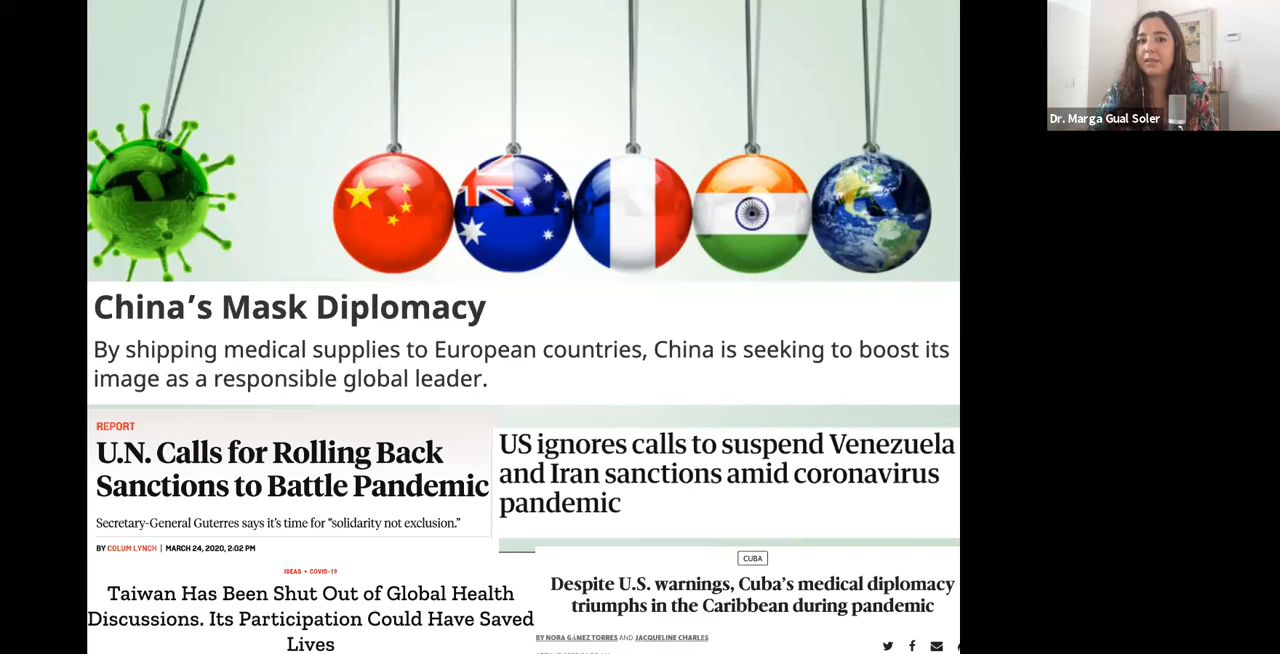 Dr. Marga Gual Soler
China’s Mask Diplomacy
By shipping medical supplies to European countries, China is seeking to boost its
image as a responsible global leader.
REPORT
U.N. Calls for Rolling Back
Sanctions to Battle Pandemic
Secretary-General Guterres says it’s time for “solidarity not exclusion.”
BY COLUM LYNCH | MARCH 24, 2020, 2:02 PM
US ignores calls to suspend Venezuela
and Iran sanctions amid coronavirus
pandemic
IDEAS • COVID-19
Taiwan Has Been Shut Out of Global Health
Discussions. Its Participation Could Have Saved
Lives
CUBA
Despite U.S. warnings, Cuba’s medical diplomacy
triumphs in the Caribbean during pandemic
BY NORA GÁMEZ TORRES AND JACQUELINE CHARLES